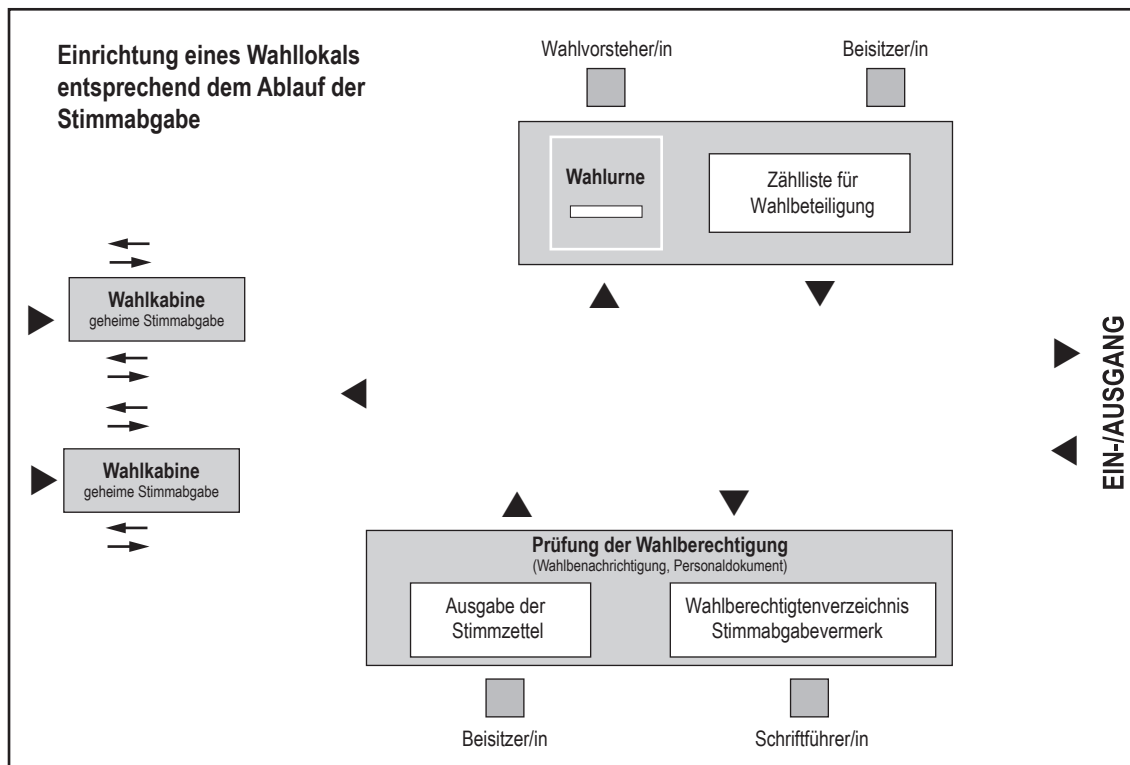 Einrichtung eines Wahllokals
entsprechend dem Ablauf der
Stimmabgabe
Wahlvorsteher/in
Beisitzer/in
Wahlurne
Zählliste für
Wahlbeteiligung
Wahlkabine
geheime Stimmabgabe
Wahlkabine
geheime Stimmabgabe
EIN-/AUSGANG
Prüfung der Wahlberechtigung
(Wahlbenachrichtigung, Personaldokument)
Ausgabe der
Stimmzettel
Wahlberechtigtenverzeichnis
Stimmabgabevermerk
Beisitzer/in
Schriftführer/in